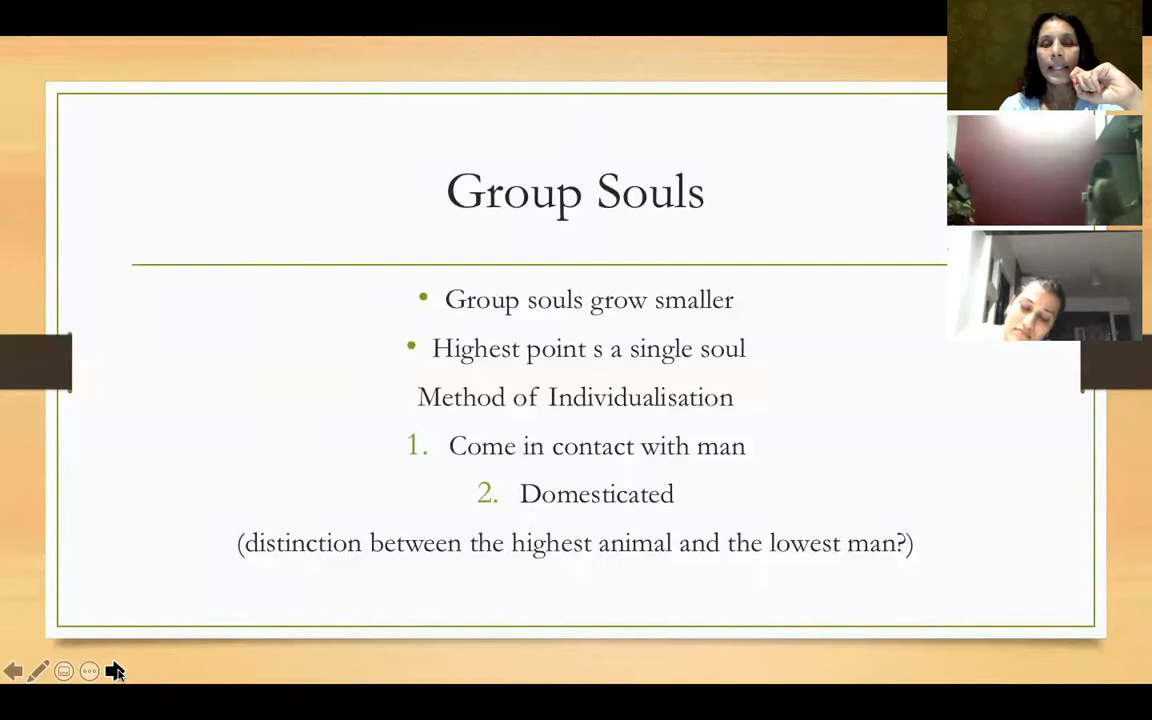 Group Souls
• Group souls grow smaller
• Highest point s a single soul
Method of Individualisation
1. Come in contact with man
2. Domesticated
(distinction between the highest animal and the lowest man?)